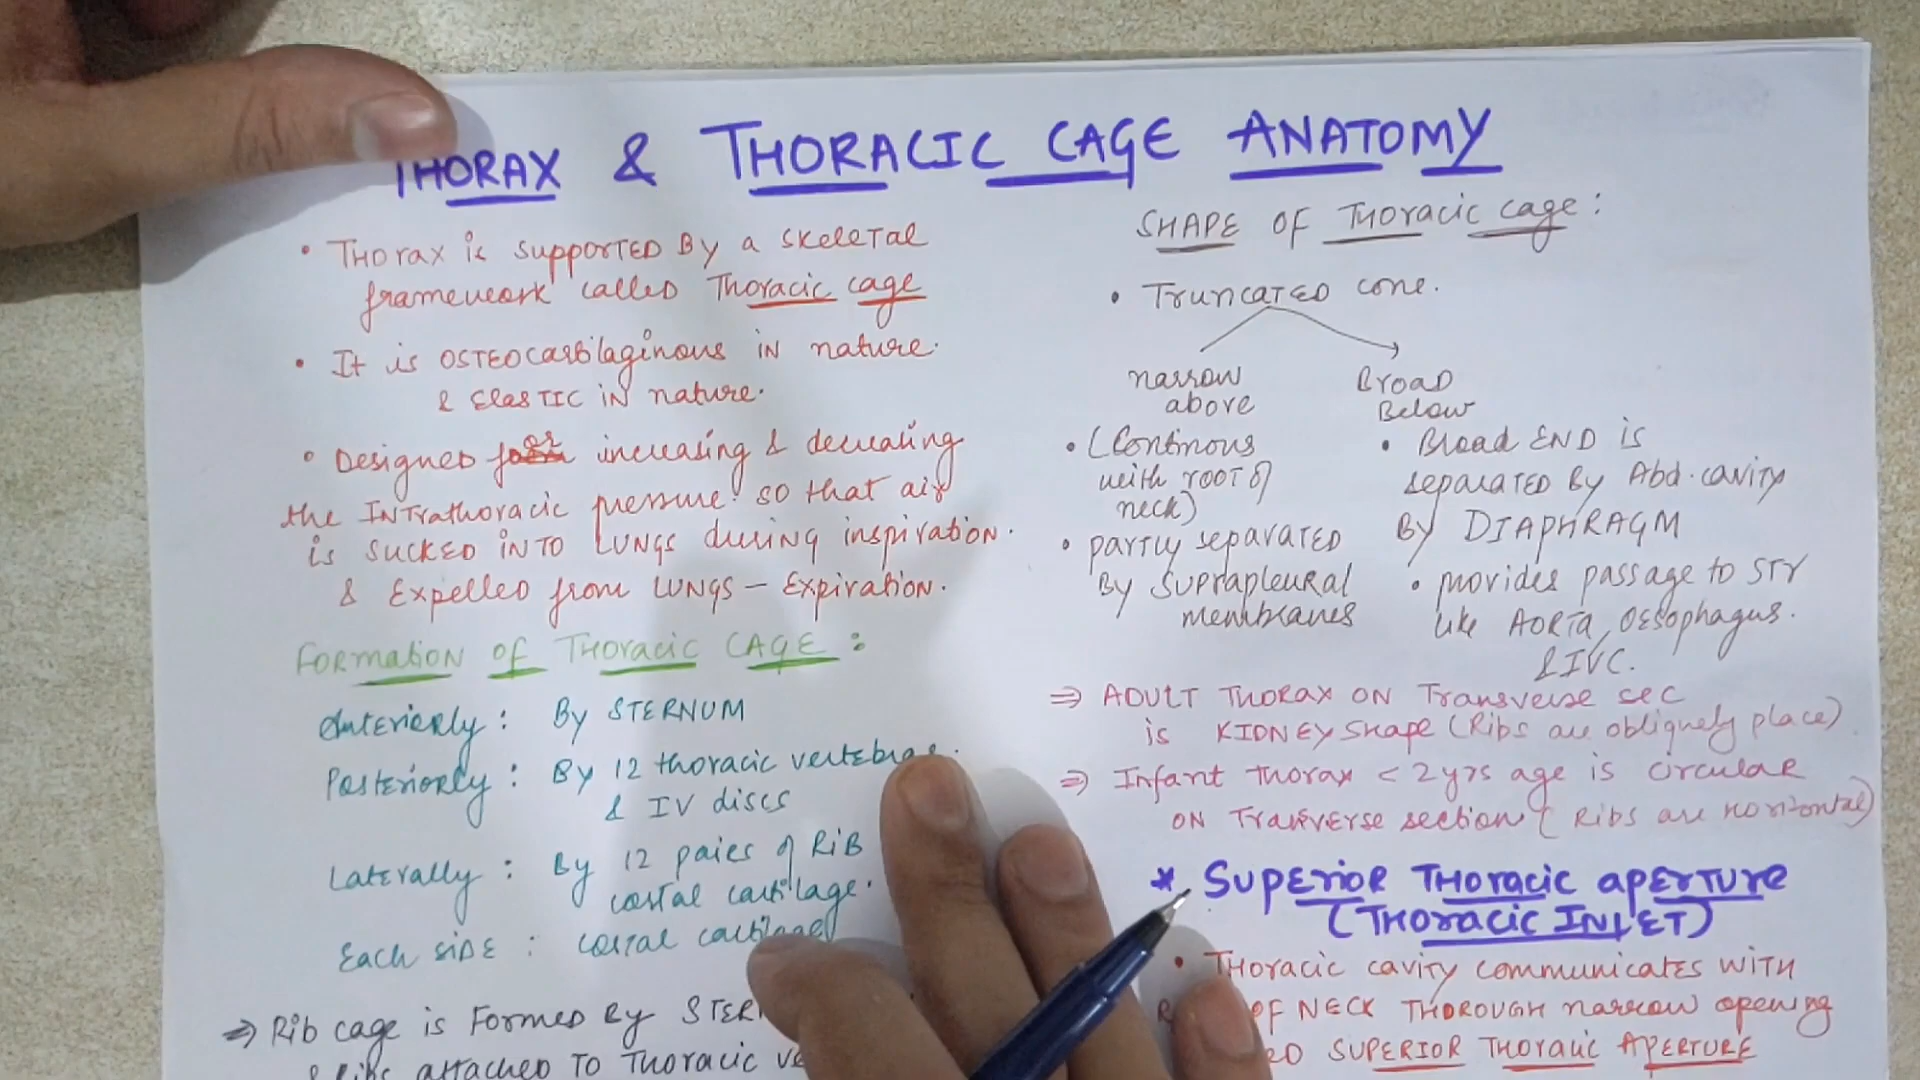 THORAX & THORACIC CAGE ANATOMY
• THORAX is supported By a skeletal
framework called Thoracic cage
• It is OSTEOcartilaginous IN nature.
& elastic in nature.
• Designed for increasing & decreasing
the INTrathoracic pressure. so that air
is sucked INTO LUNGS during inspiration.
& Expelled from LUNGS – Expiration.
Formation of Thoracic CAGE :
Anteriorly : By STERNUM
Posteriorly : By 12 thoracic vertebrae.
& IV discs
Laterally : By 12 pairs of RIB
costal cartilage.
Each side : costal cartilage
⇒ Rib cage is Formed By
& Ribs attached To Thoracic
SHAPE OF Thoracic cage :
• Truncated cone.
narrow above
Broad Below
• (Continous
with root of
neck)
• partly separated
By Suprapleural
membranes
• Broad END is
separated By Abd. cavity
By DIAPHRAGM
• provides passage to STR
like AORTA, Oesophagus.
& IVC.
⇒ ADULT THORAX ON Transverse sec
is KIDNEY shape (Ribs are obliquely place)
⇒ Infant thorax < 2 yrs age is circular
ON Transverse section (Ribs are horizontal)
* Superior Thoracic aperture
(Thoracic INLET)
• Thoracic cavity communicates with
OF NECK THOROUGH narrow opening
SUPERIOR Thoracic APERTURE